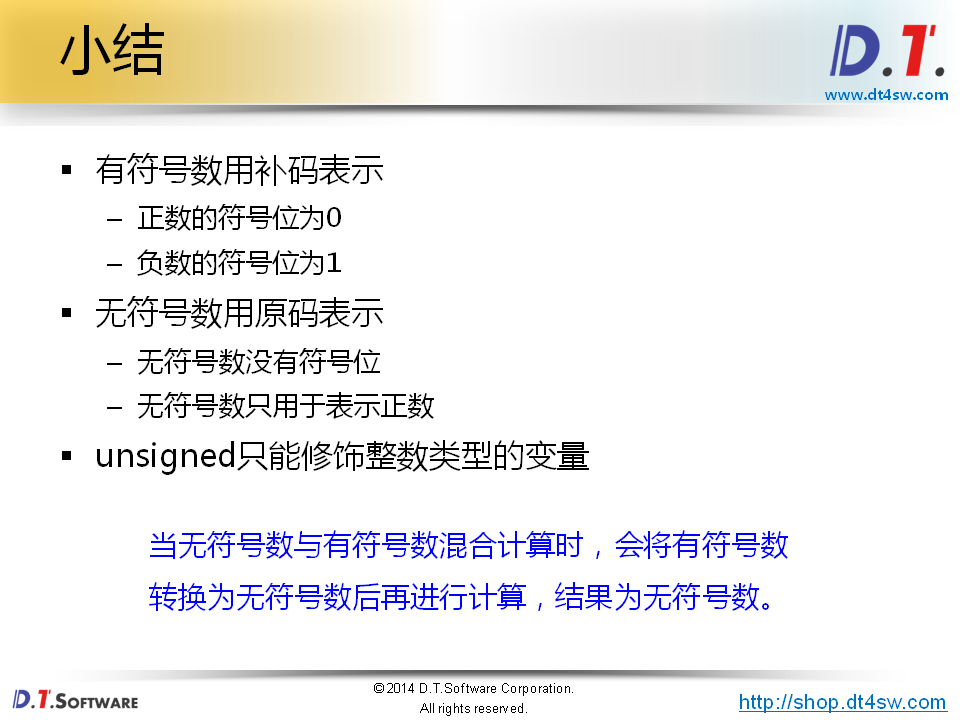 小结
D.T.
www.dt4sw.com
▪ 有符号数用补码表示
– 正数的符号位为0
– 负数的符号位为1
▪ 无符号数用原码表示
– 无符号数没有符号位
– 无符号数只用于表示正数
▪ unsigned只能修饰整数类型的变量
当无符号数与有符号数混合计算时，会将有符号数
转换为无符号数后再进行计算，结果为无符号数。
D.T.SOFTWARE
©2014 D.T.Software Corporation.
All rights reserved.
http://shop.dt4sw.com